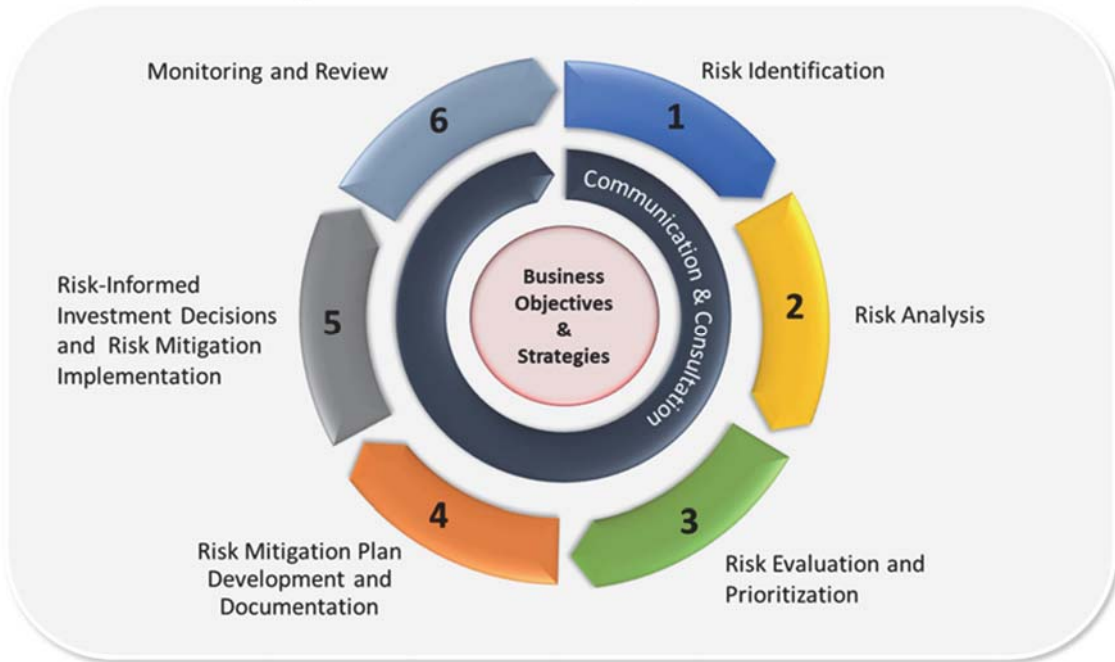 Monitoring and Review
6
Risk Identification
1
Communication & Consultation
Business
Objectives
&
Strategies
2
Risk Analysis
Risk-Informed
Investment Decisions
and Risk Mitigation
Implementation
5
4
3
Risk Mitigation Plan
Development and
Documentation
Risk Evaluation and
Prioritization